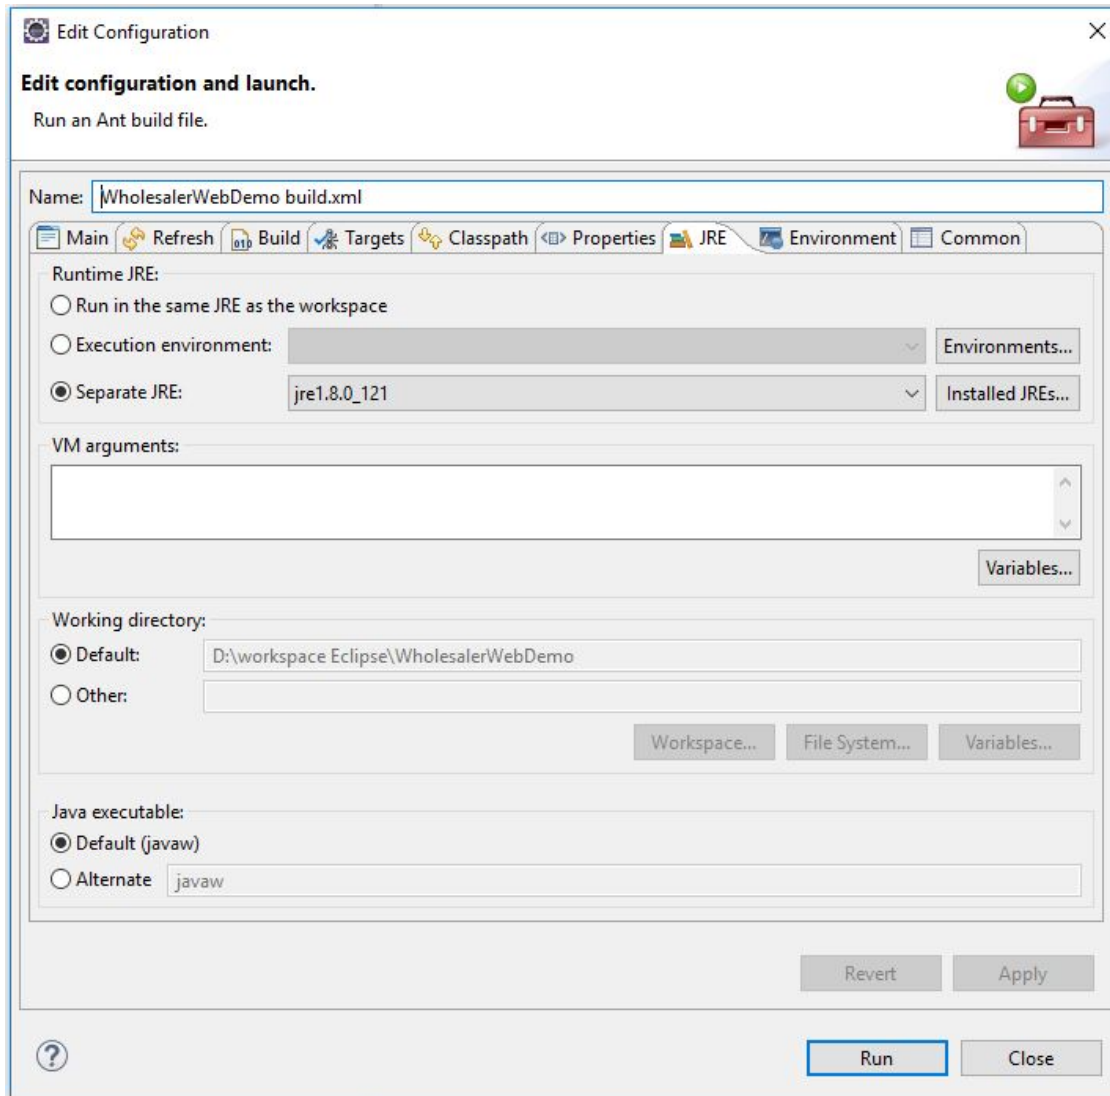 Edit Configuration
Edit configuration and launch.
Run an Ant build file.
Name: WholesalerWebDemo build.xml
Main Refresh Build Targets Classpath Properties JRE Environment Common
Runtime JRE:
Run in the same JRE as the workspace
Execution environment: Environments...
Separate JRE: jre1.8.0_121 Installed JREs...
VM arguments:
Variables...
Working directory:
Default: D:\workspace Eclipse\WholesalerWebDemo
Other:
Workspace... File System... Variables...
Java executable:
Default (javaw)
Alternate javaw
Revert Apply
? Run Close